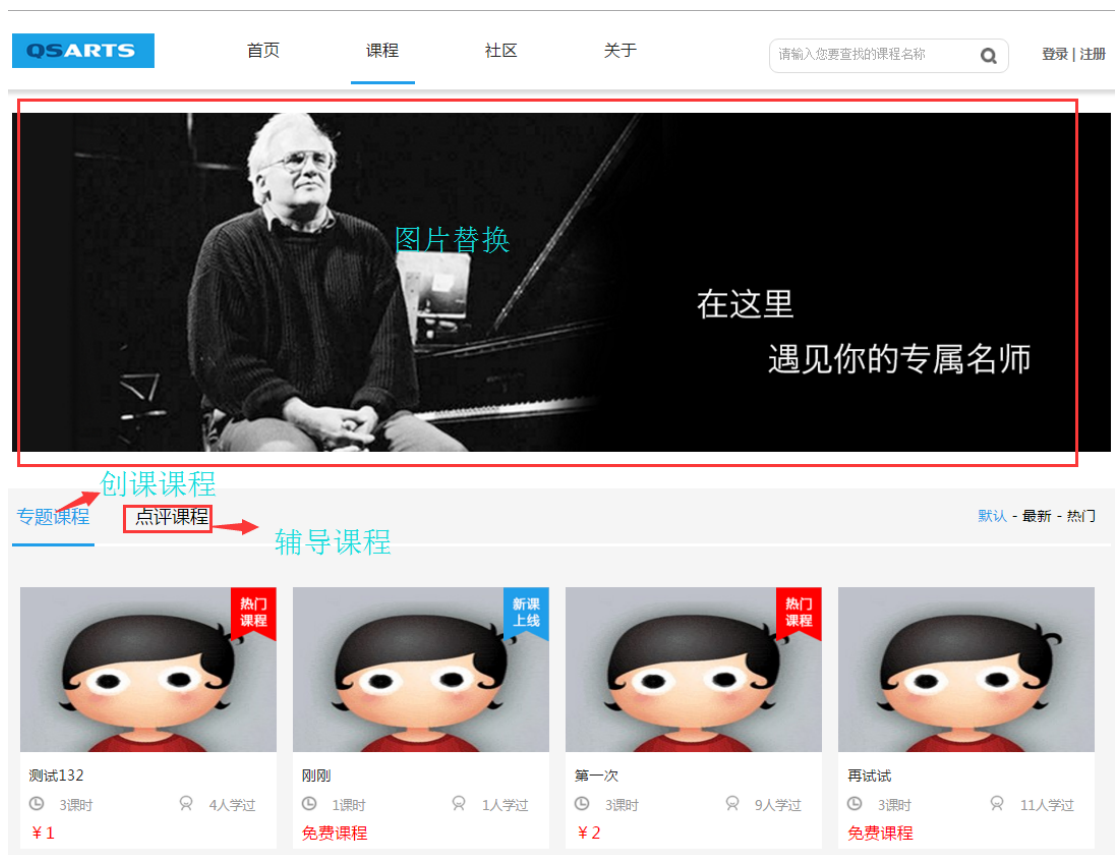 QSARTS
首页 课程 社区 关于
请输入您要查找的课程名称
登录 | 注册
图片替换
在这里
遇见你的专属名师
创课课程
专题课程 点评课程
默认 - 最新 - 热门
辅导课程
热门
课程
新课
上线
热门
课程
测试132 刚刚 第一次 再试试
3课时 4人学过 1课时 1人学过 3课时 9人学过 3课时 11人学过
¥1 免费课程 ¥2 免费课程